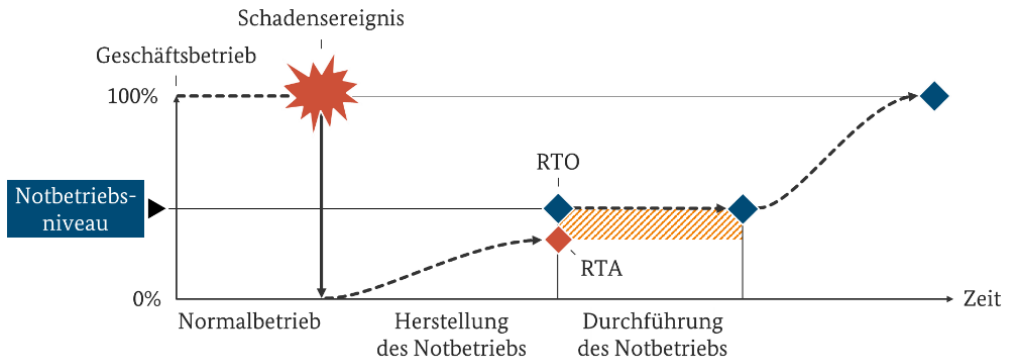 Schadensereignis
Geschäftsbetrieb
100%
RTO
Notbetriebs-
niveau
RTA
0%
Zeit
Normalbetrieb
Herstellung
des Notbetriebs
Durchführung
des Notbetriebs